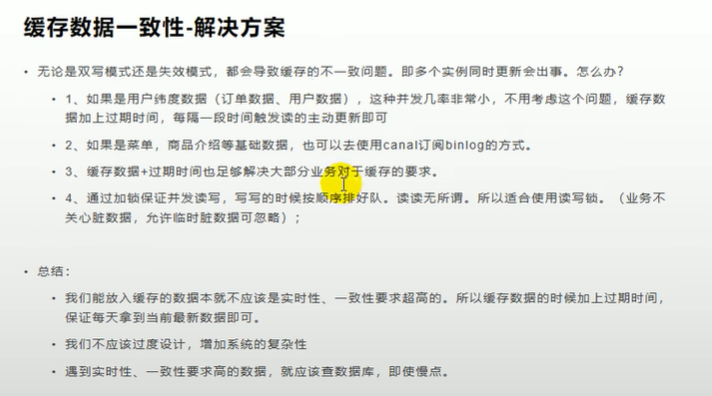 缓存数据一致性-解决方案
• 无论是双写模式还是失效模式，都会导致缓存的不一致问题。即多个实例同时更新会出事。怎么办？
• 1、如果是用户纬度数据（订单数据、用户数据），这种并发几率非常小，不用考虑这个问题，缓存数
据加上过期时间，每隔一段时间触发读的主动更新即可
• 2、如果是菜单，商品介绍等基础数据，也可以去使用canal订阅binlog的方式。
• 3、缓存数据+过期时间也足够解决大部分业务对于缓存的要求。
• 4、通过加锁保证并发读写，写写的时候按顺序排好队。读读无所谓。所以适合使用读写锁。（业务不
关心脏数据，允许临时脏数据可忽略）；
• 总结：
• 我们能放入缓存的数据本就不应该是实时性、一致性要求超高的。所以缓存数据的时候加上过期时间，
保证每天拿到当前最新数据即可。
• 我们不应该过度设计，增加系统的复杂性
• 遇到实时性、一致性要求高的数据，就应该查数据库，即使慢点。